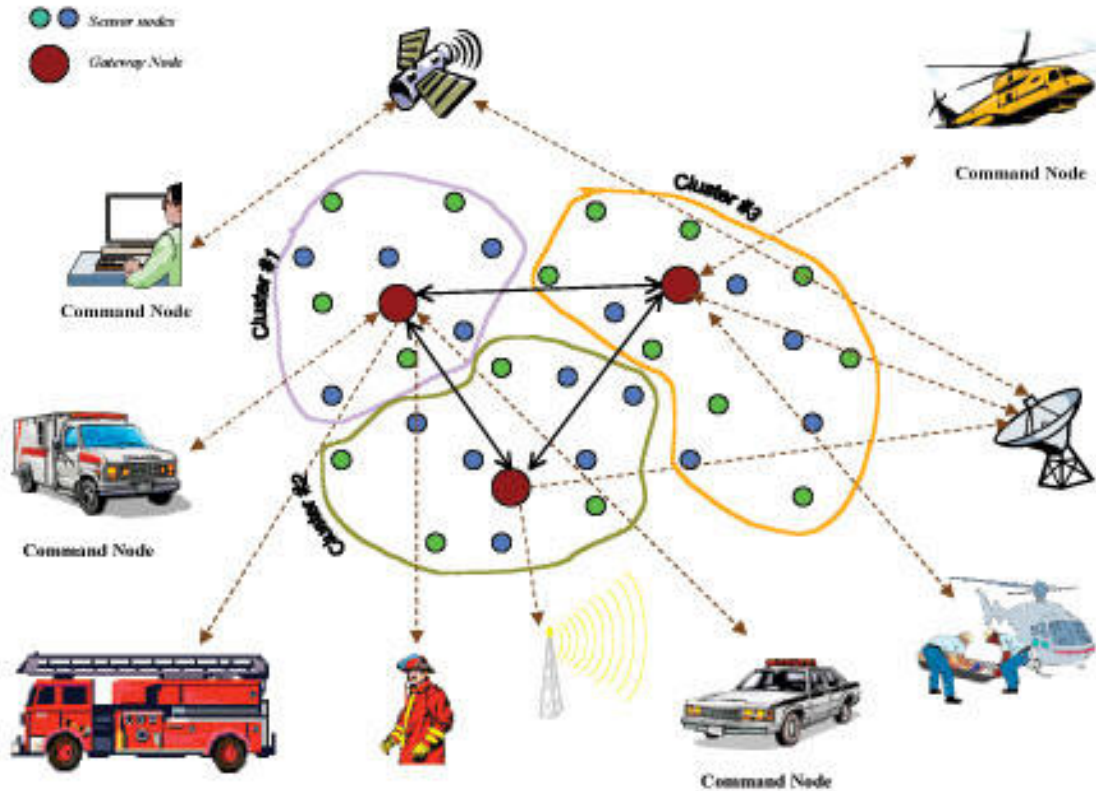 Sensor nodes
Gateway Node
Command Node
Cluster #3
Cluster #1
Command Node
Cluster #2
Command Node
Command Node